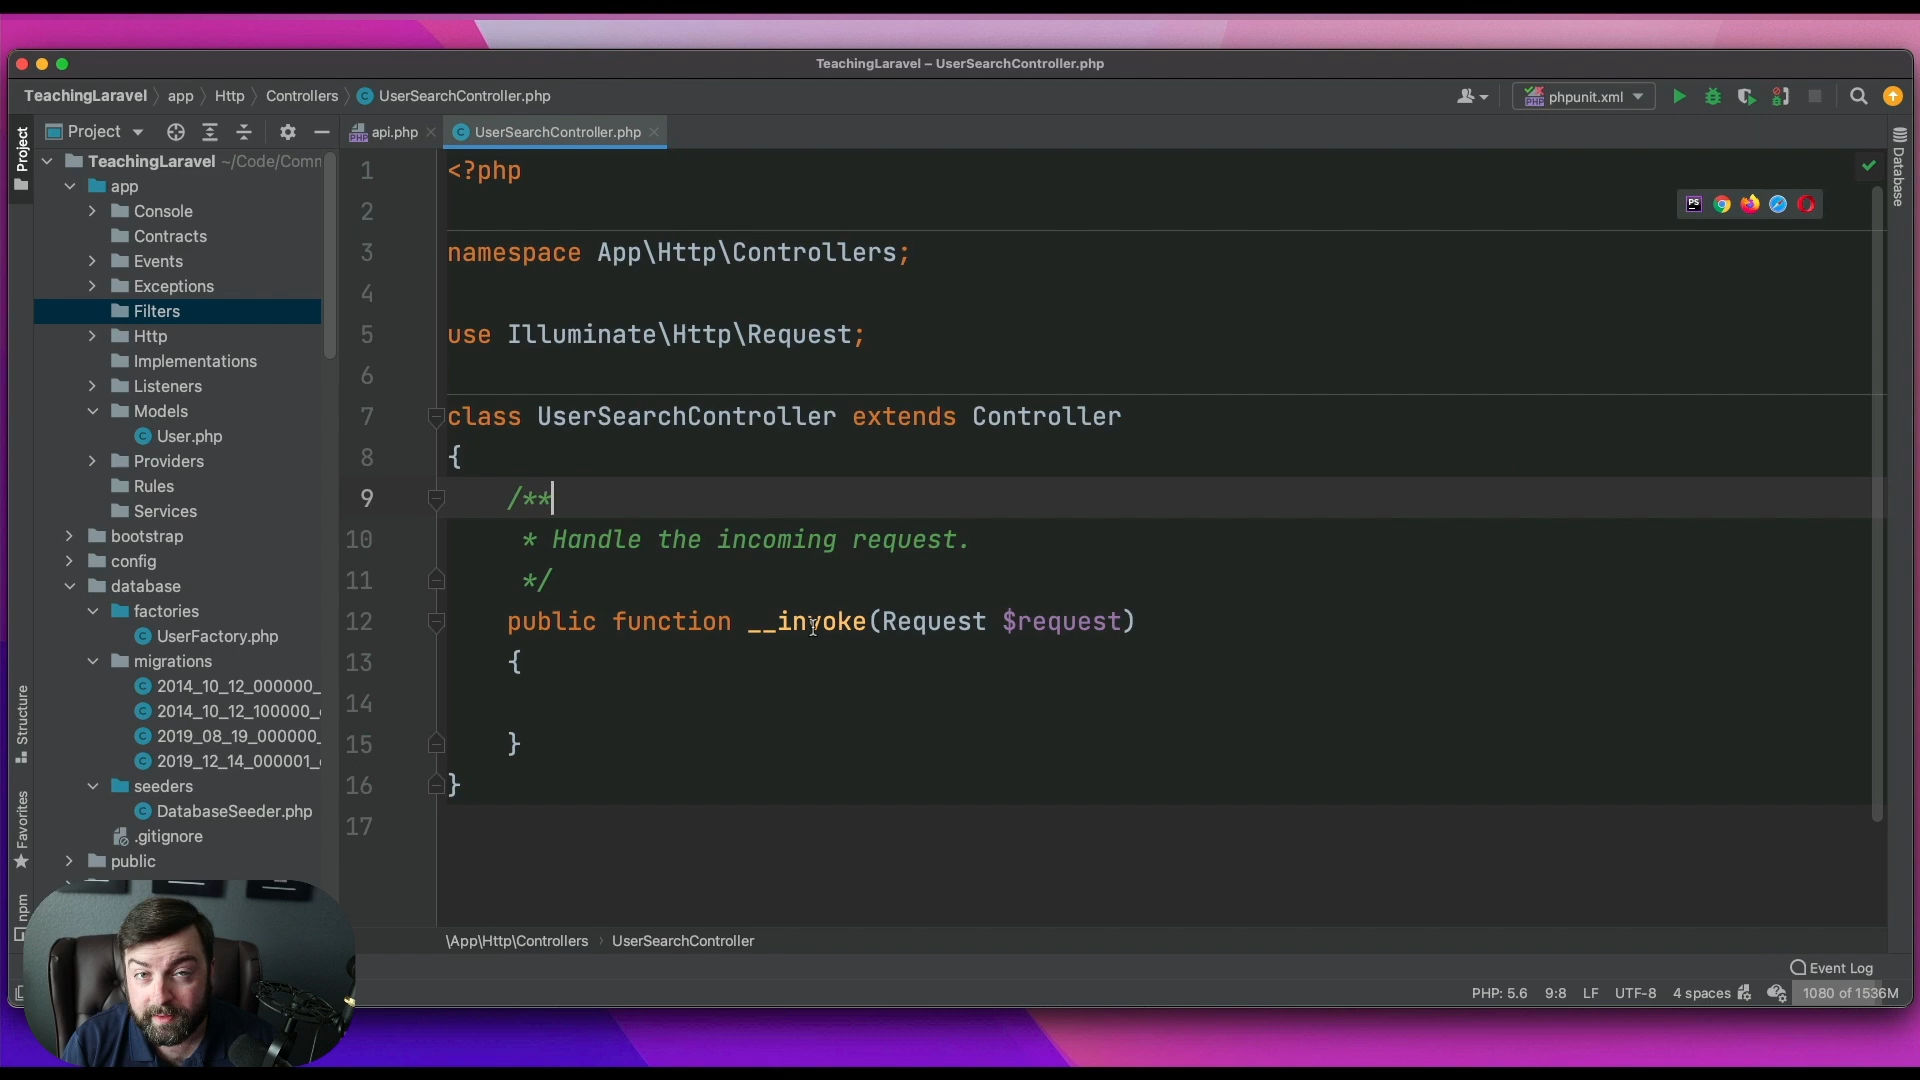 TeachingLaravel – UserSearchController.php
TeachingLaravel 〉 app 〉 Http 〉 Controllers 〉 UserSearchController.php
phpunit.xml
Project
Project
api.php
UserSearchController.php
Database
TeachingLaravel ~/Code/Comm
app
Console
Contracts
Events
Exceptions
Filters
Http
Implementations
Listeners
Models
User.php
Providers
Rules
Services
bootstrap
config
database
factories
UserFactory.php
migrations
2014_10_12_000000_
2014_10_12_100000_
2019_08_19_000000_
2019_12_14_000001_
seeders
DatabaseSeeder.php
.gitignore
public
Structure
Favorites
npm
1 <?php
2
3 namespace App\Http\Controllers;
4
5 use Illuminate\Http\Request;
6
7 class UserSearchController extends Controller
8 {
9 /**
10 * Handle the incoming request.
11 */
12 public function __invoke(Request $request)
13 {
14
15 }
16 }
17
PS
\App\Http\Controllers › UserSearchController
Event Log
PHP: 5.6 9:8 LF UTF-8 4 spaces 1080 of 1536M